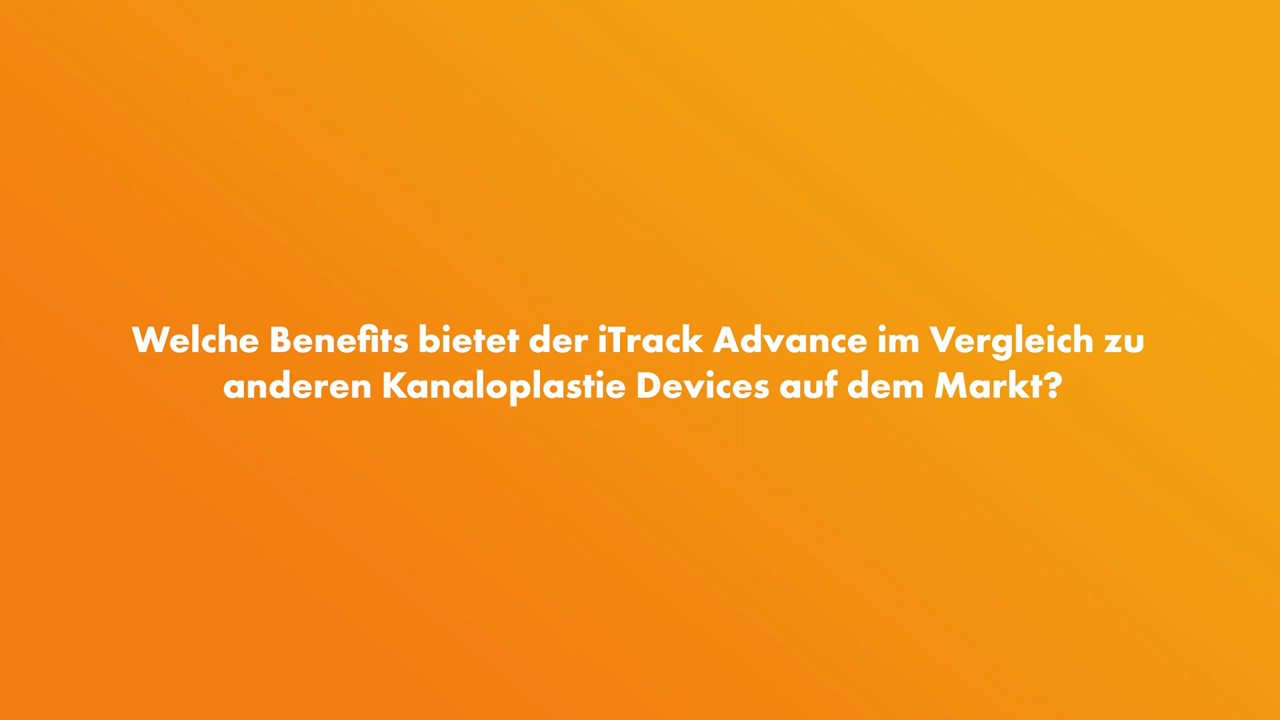 Welche Benefits bietet der iTrack Advance im Vergleich zu
anderen Kanaloplastie Devices auf dem Markt?